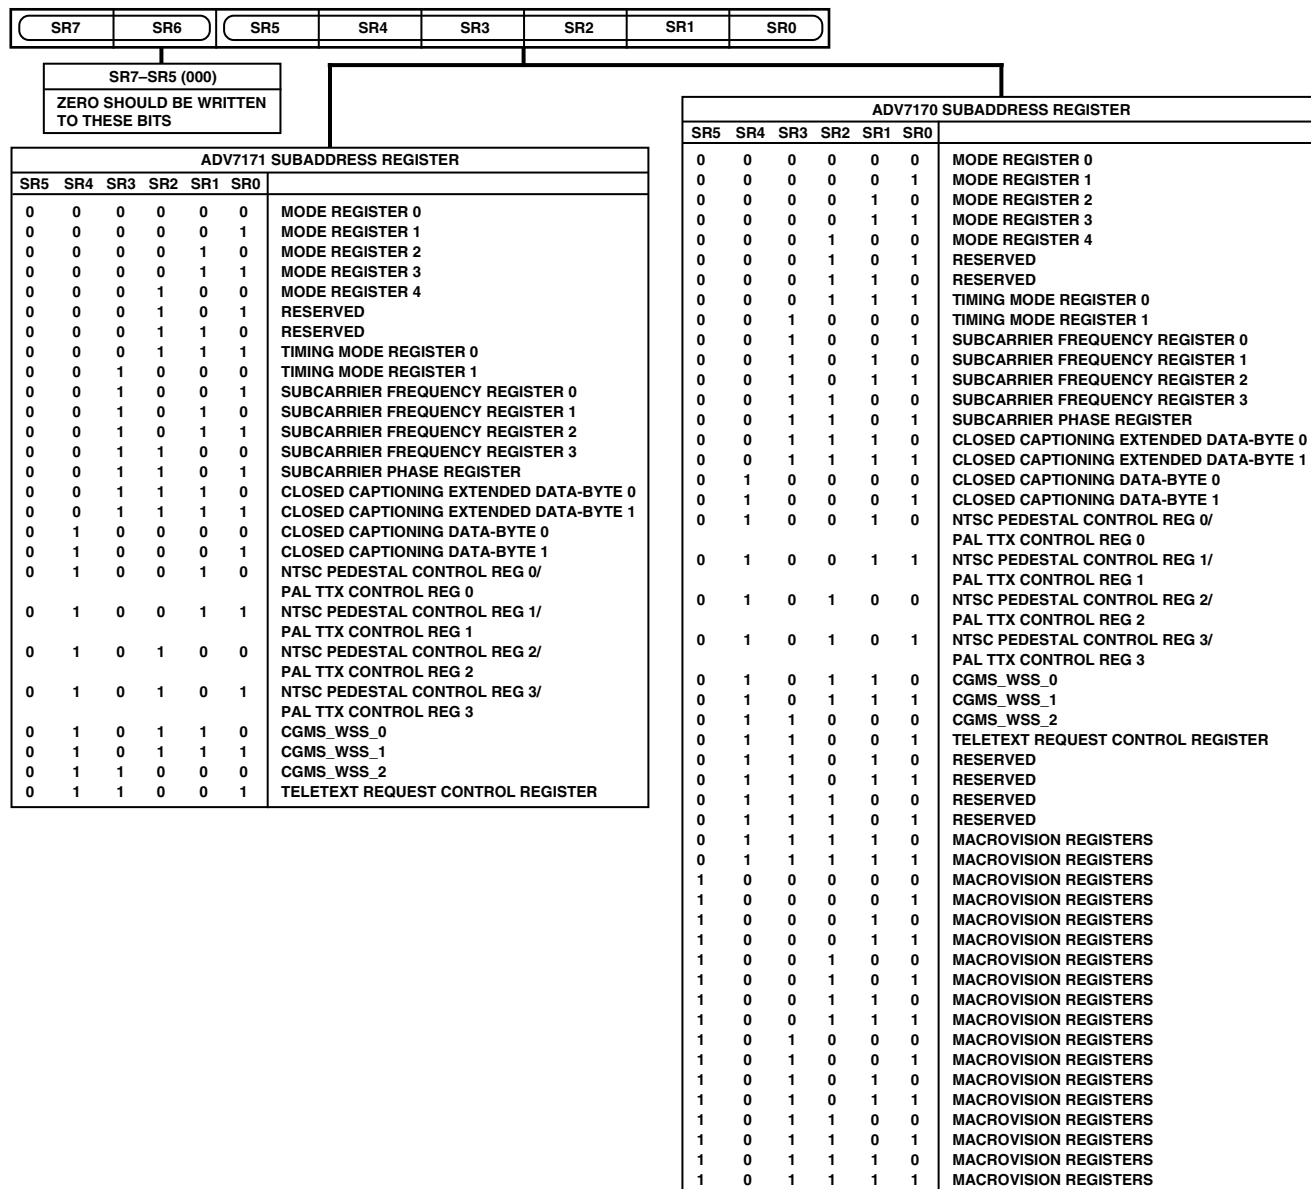 SR7 SR6 SR5 SR4 SR3 SR2 SR1 SR0
SR7–SR5 (000)
ZERO SHOULD BE WRITTEN
TO THESE BITS
ADV7171 SUBADDRESS REGISTER
SR5 SR4 SR3 SR2 SR1 SR0
0 0 0 0 0 0 MODE REGISTER 0
0 0 0 0 0 1 MODE REGISTER 1
0 0 0 0 1 0 MODE REGISTER 2
0 0 0 0 1 1 MODE REGISTER 3
0 0 0 1 0 0 MODE REGISTER 4
0 0 0 1 0 1 RESERVED
0 0 0 1 1 0 RESERVED
0 0 0 1 1 1 TIMING MODE REGISTER 0
0 0 1 0 0 0 TIMING MODE REGISTER 1
0 0 1 0 0 1 SUBCARRIER FREQUENCY REGISTER 0
0 0 1 0 1 0 SUBCARRIER FREQUENCY REGISTER 1
0 0 1 0 1 1 SUBCARRIER FREQUENCY REGISTER 2
0 0 1 1 0 0 SUBCARRIER FREQUENCY REGISTER 3
0 0 1 1 0 1 SUBCARRIER PHASE REGISTER
0 0 1 1 1 0 CLOSED CAPTIONING EXTENDED DATA-BYTE 0
0 0 1 1 1 1 CLOSED CAPTIONING EXTENDED DATA-BYTE 1
0 1 0 0 0 0 CLOSED CAPTIONING DATA-BYTE 0
0 1 0 0 0 1 CLOSED CAPTIONING DATA-BYTE 1
0 1 0 0 1 0 NTSC PEDESTAL CONTROL REG 0/
PAL TTX CONTROL REG 0
0 1 0 0 1 1 NTSC PEDESTAL CONTROL REG 1/
PAL TTX CONTROL REG 1
0 1 0 1 0 0 NTSC PEDESTAL CONTROL REG 2/
PAL TTX CONTROL REG 2
0 1 0 1 0 1 NTSC PEDESTAL CONTROL REG 3/
PAL TTX CONTROL REG 3
0 1 0 1 1 0 CGMS_WSS_0
0 1 0 1 1 1 CGMS_WSS_1
0 1 1 0 0 0 CGMS_WSS_2
0 1 1 0 0 1 TELETEXT REQUEST CONTROL REGISTER
ADV7170 SUBADDRESS REGISTER
SR5 SR4 SR3 SR2 SR1 SR0
0 0 0 0 0 0 MODE REGISTER 0
0 0 0 0 0 1 MODE REGISTER 1
0 0 0 0 1 0 MODE REGISTER 2
0 0 0 0 1 1 MODE REGISTER 3
0 0 0 1 0 0 MODE REGISTER 4
0 0 0 1 0 1 RESERVED
0 0 0 1 1 0 RESERVED
0 0 0 1 1 1 TIMING MODE REGISTER 0
0 0 1 0 0 0 TIMING MODE REGISTER 1
0 0 1 0 0 1 SUBCARRIER FREQUENCY REGISTER 0
0 0 1 0 1 0 SUBCARRIER FREQUENCY REGISTER 1
0 0 1 0 1 1 SUBCARRIER FREQUENCY REGISTER 2
0 0 1 1 0 0 SUBCARRIER FREQUENCY REGISTER 3
0 0 1 1 0 1 SUBCARRIER PHASE REGISTER
0 0 1 1 1 0 CLOSED CAPTIONING EXTENDED DATA-BYTE 0
0 0 1 1 1 1 CLOSED CAPTIONING EXTENDED DATA-BYTE 1
0 1 0 0 0 0 CLOSED CAPTIONING DATA-BYTE 0
0 1 0 0 0 1 CLOSED CAPTIONING DATA-BYTE 1
0 1 0 0 1 0 NTSC PEDESTAL CONTROL REG 0/
PAL TTX CONTROL REG 0
0 1 0 0 1 1 NTSC PEDESTAL CONTROL REG 1/
PAL TTX CONTROL REG 1
0 1 0 1 0 0 NTSC PEDESTAL CONTROL REG 2/
PAL TTX CONTROL REG 2
0 1 0 1 0 1 NTSC PEDESTAL CONTROL REG 3/
PAL TTX CONTROL REG 3
0 1 0 1 1 0 CGMS_WSS_0
0 1 0 1 1 1 CGMS_WSS_1
0 1 1 0 0 0 CGMS_WSS_2
0 1 1 0 0 1 TELETEXT REQUEST CONTROL REGISTER
0 1 1 0 1 0 RESERVED
0 1 1 0 1 1 RESERVED
0 1 1 1 0 0 RESERVED
0 1 1 1 0 1 RESERVED
0 1 1 1 1 0 MACROVISION REGISTERS
0 1 1 1 1 1 MACROVISION REGISTERS
1 0 0 0 0 0 MACROVISION REGISTERS
1 0 0 0 0 1 MACROVISION REGISTERS
1 0 0 0 1 0 MACROVISION REGISTERS
1 0 0 0 1 1 MACROVISION REGISTERS
1 0 0 1 0 0 MACROVISION REGISTERS
1 0 0 1 0 1 MACROVISION REGISTERS
1 0 0 1 1 0 MACROVISION REGISTERS
1 0 0 1 1 1 MACROVISION REGISTERS
1 0 1 0 0 0 MACROVISION REGISTERS
1 0 1 0 0 1 MACROVISION REGISTERS
1 0 1 0 1 0 MACROVISION REGISTERS
1 0 1 0 1 1 MACROVISION REGISTERS
1 0 1 1 0 0 MACROVISION REGISTERS
1 0 1 1 0 1 MACROVISION REGISTERS
1 0 1 1 1 0 MACROVISION REGISTERS
1 0 1 1 1 1 MACROVISION REGISTERS